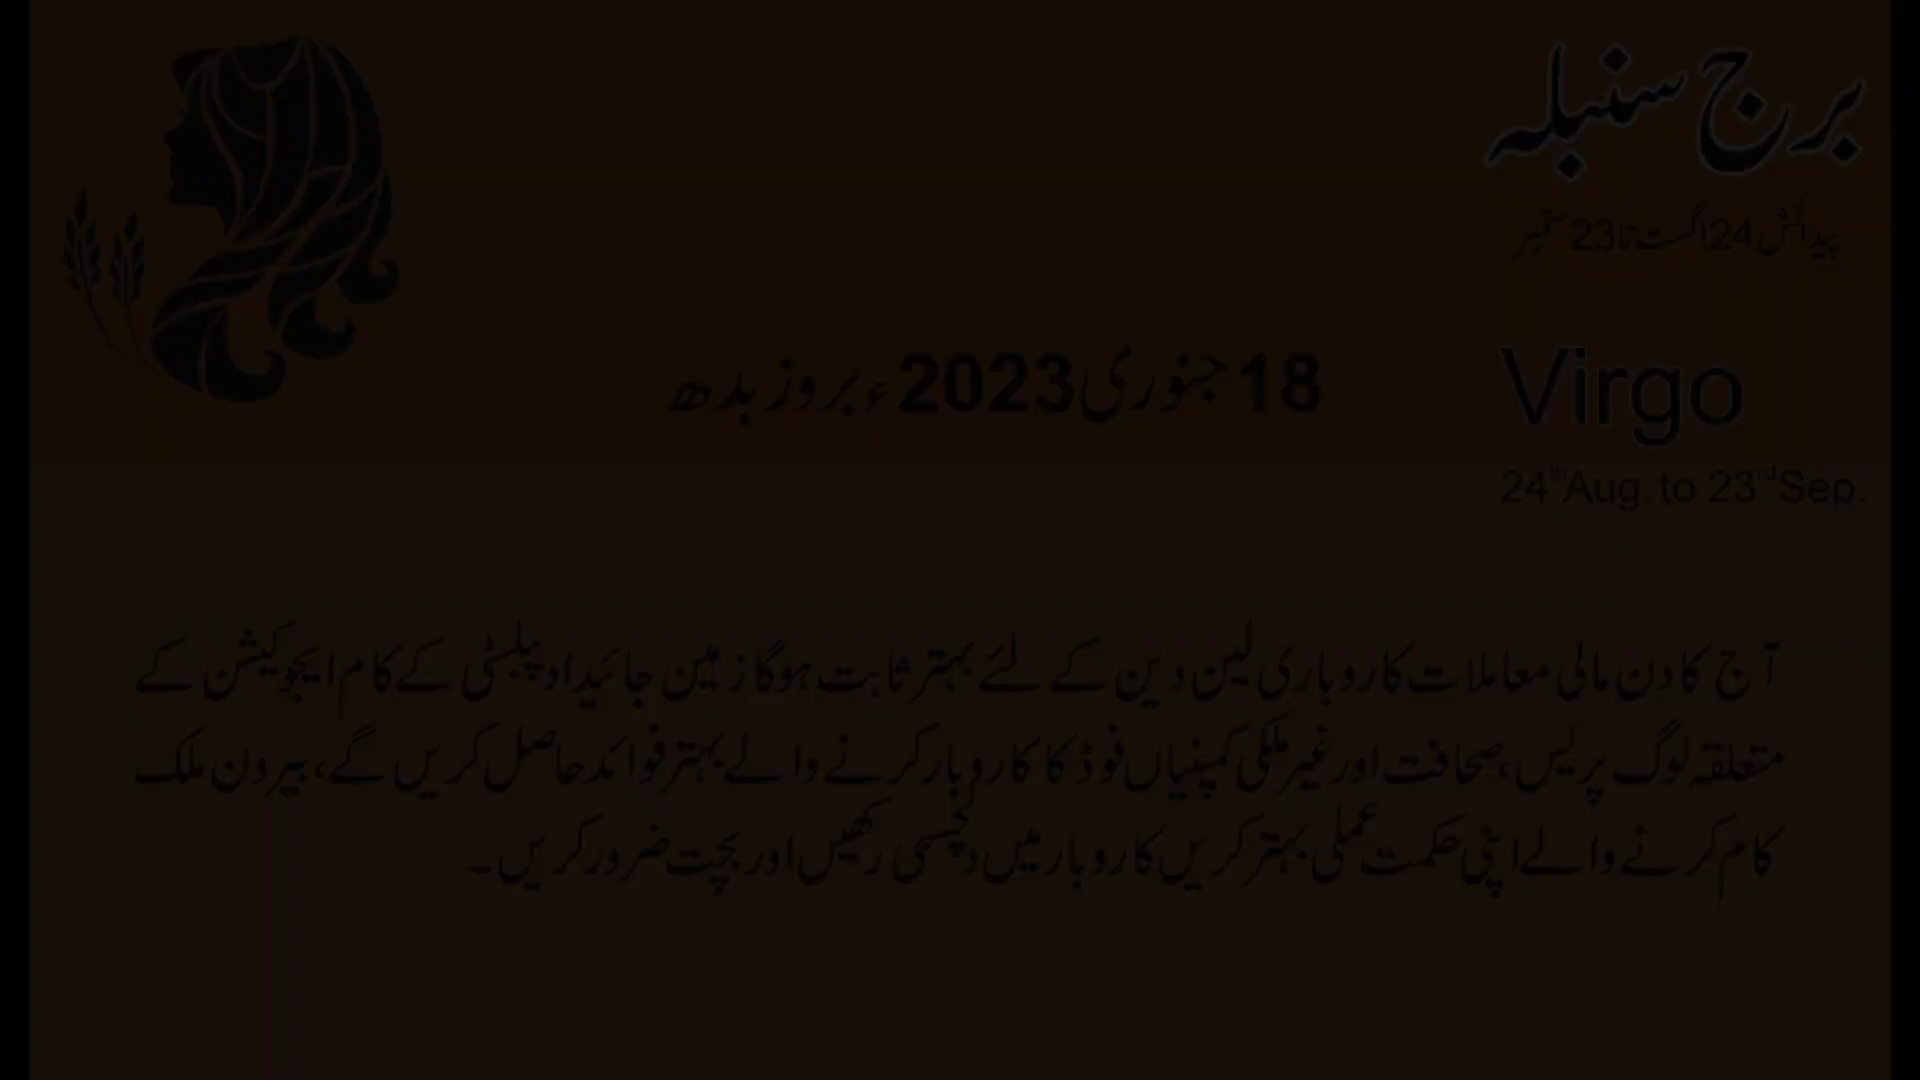 برج سنبلہ
پیدائش 24 اگست تا 23 ستمبر
18 جنوری 2023ء بروز بدھ
Virgo
24th Aug. to 23rd Sep.
آج کا دن مالی معاملات کاروباری لین دین کے لئے بہتر ثابت ہوگا زمین جائیداد پبلسٹی کے کام ایجوکیشن کے
متعلقہ لوگ پریس، صحافت اور غیر ملکی کمپنیاں فوڈ کا کاروبار کرنے والے بہتر فوائد حاصل کریں گے، بیرون ملک
کام کرنے والے اپنی حکمت عملی بہتر کریں کاروبار میں دلچسپی رکھیں اور بچت ضرور کریں۔